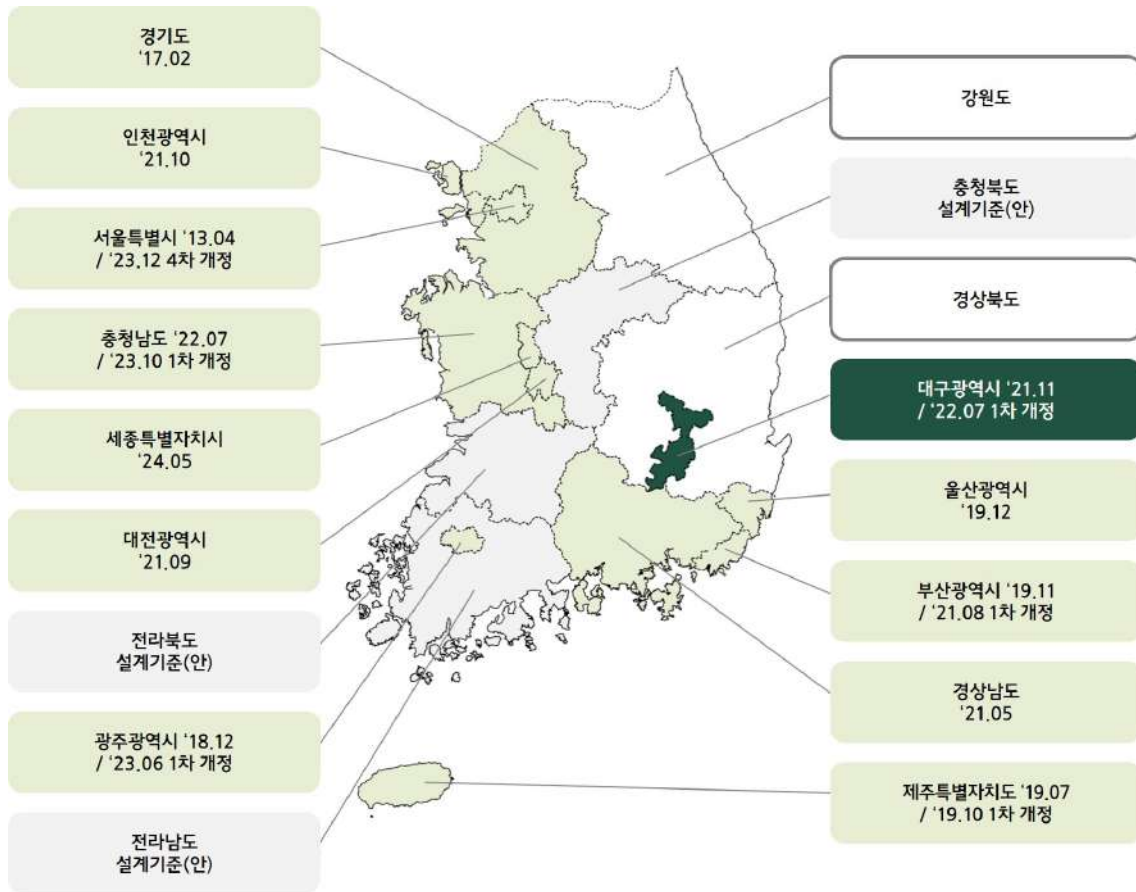 경기도
‘17.02
인천광역시
‘21.10
서울특별시 ‘13.04
/ ‘23.12 4차 개정
충청남도 ‘22.07
/ ‘23.10 1차 개정
세종특별자치시
‘24.05
대전광역시
‘21.09
전라북도
설계기준(안)
광주광역시 ‘18.12
/ ‘23.06 1차 개정
전라남도
설계기준(안)
강원도
충청북도
설계기준(안)
경상북도
대구광역시 ‘21.11
/ ‘22.07 1차 개정
울산광역시
‘19.12
부산광역시 ‘19.11
/ ‘21.08 1차 개정
경상남도
‘21.05
제주특별자치도 ‘19.07
/ ‘19.10 1차 개정